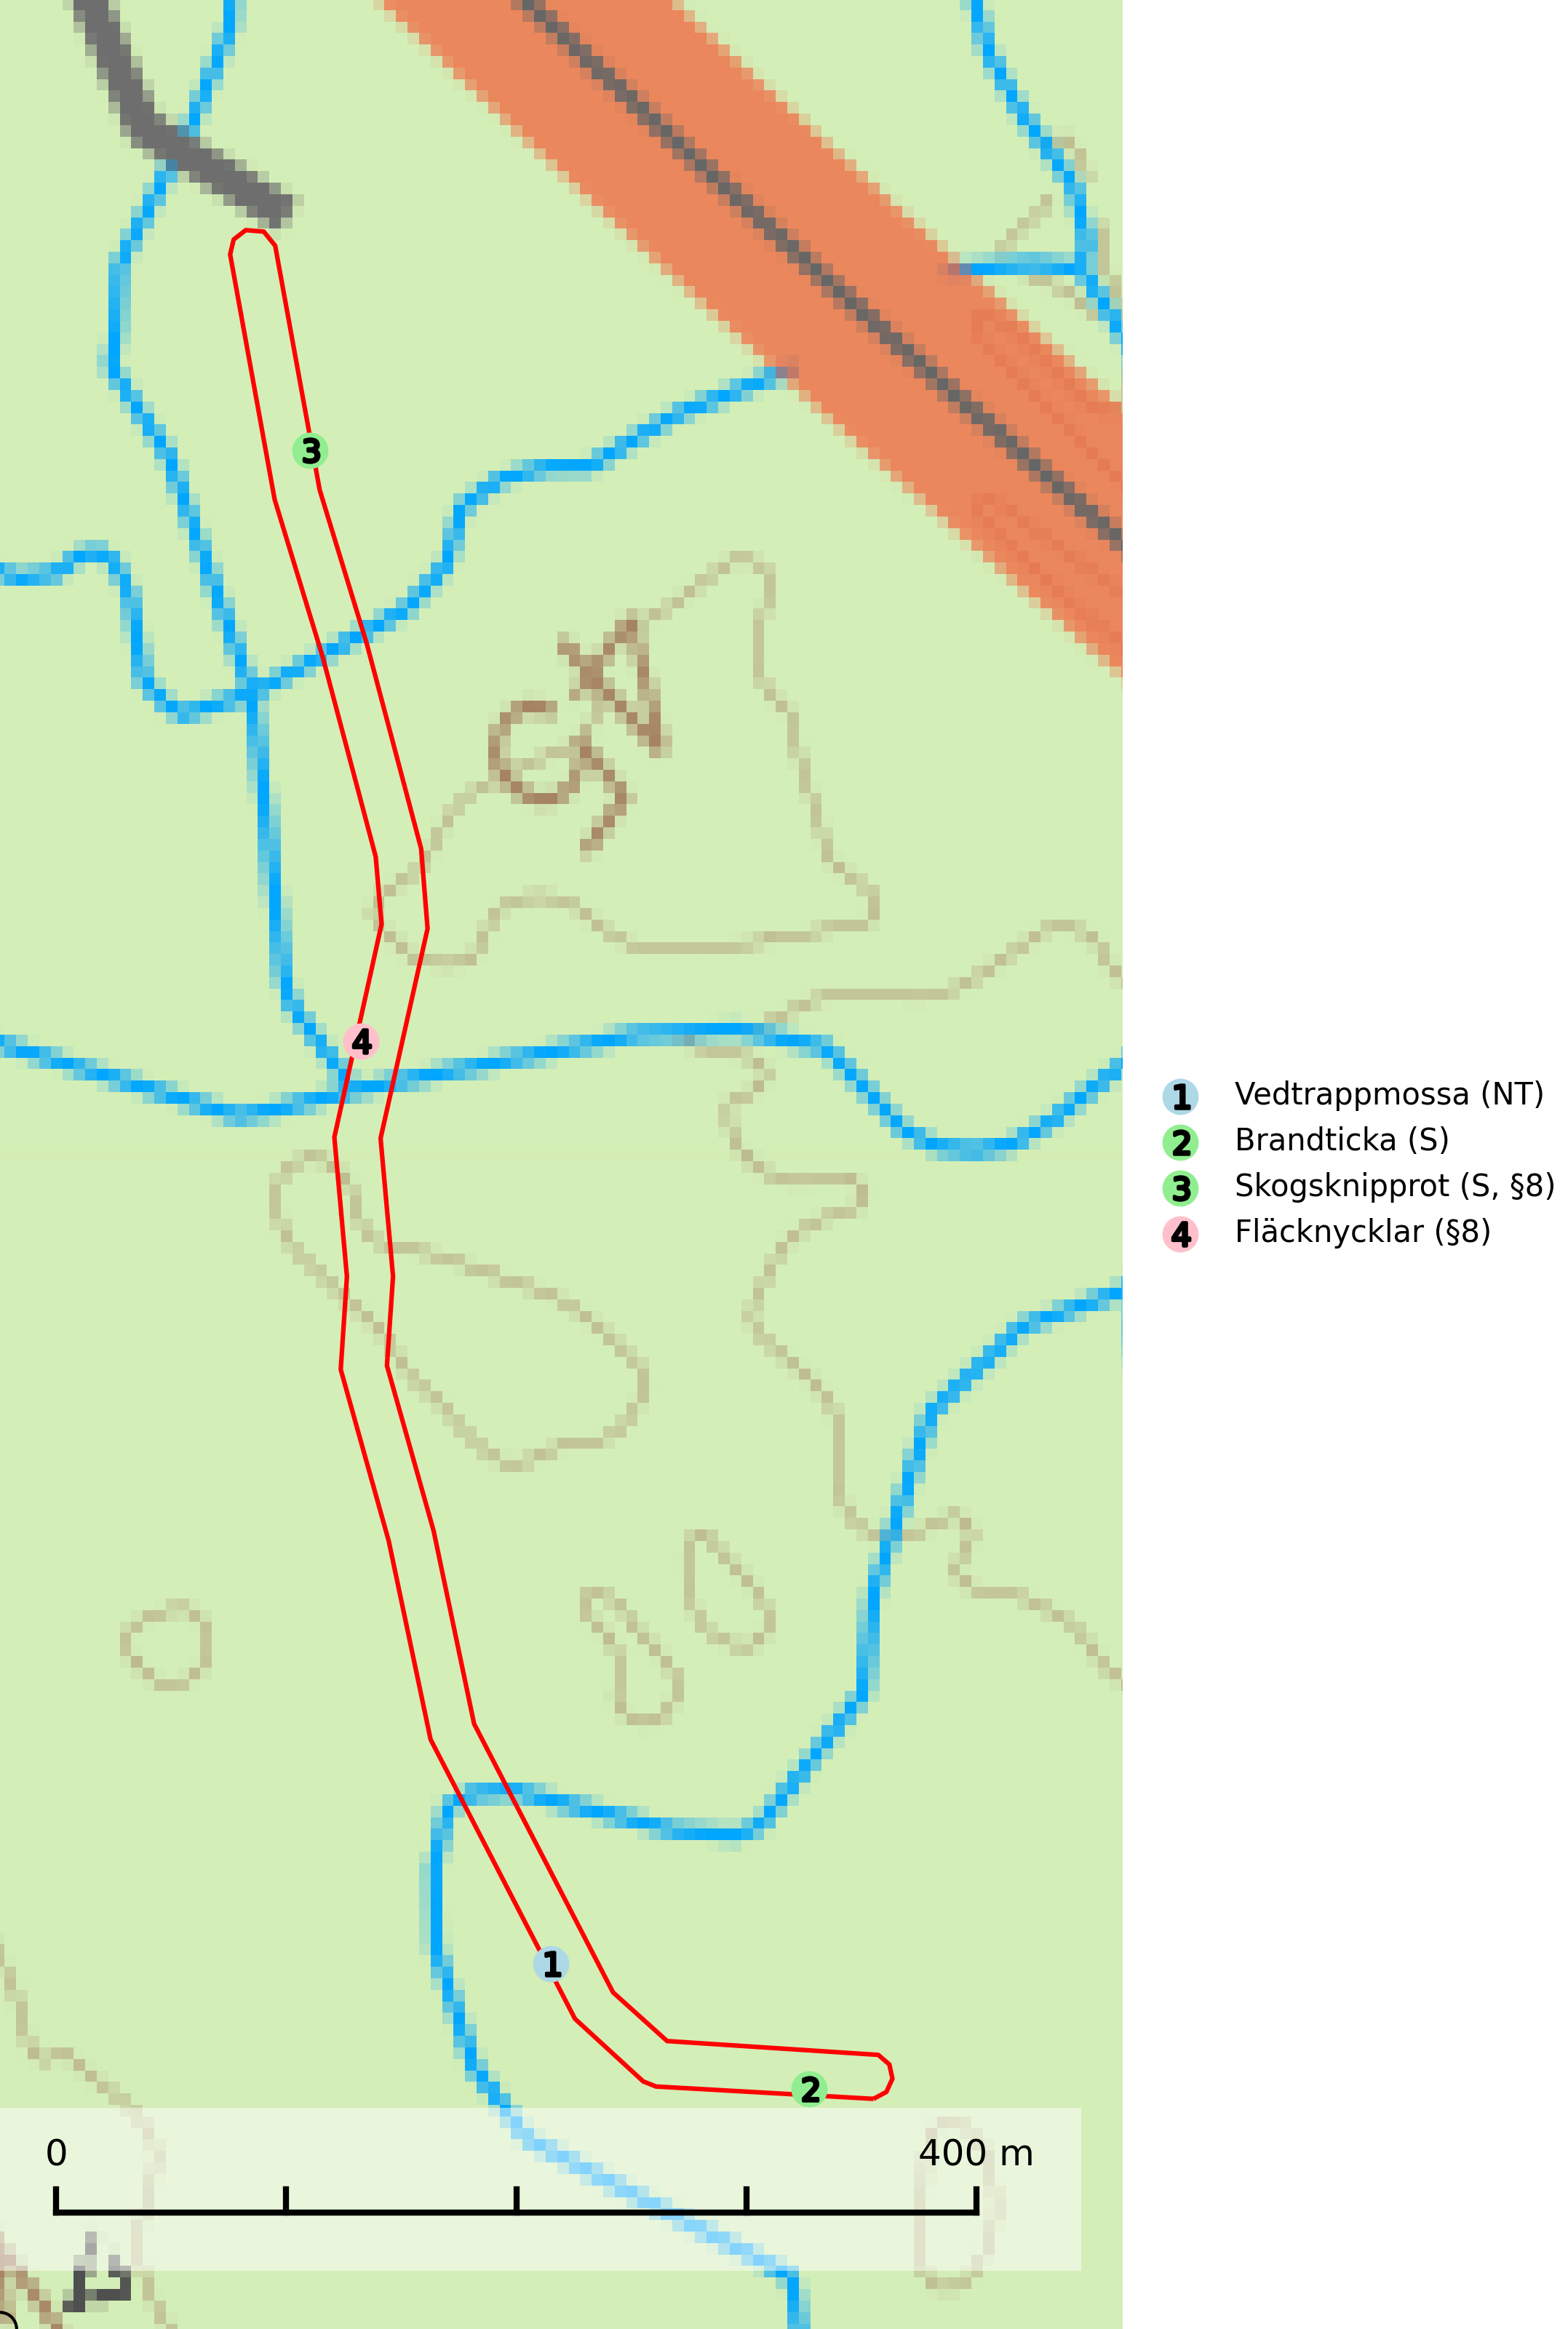 3
4
1 Vedtrappmossa (NT)
2 Brandticka (S)
3 Skogsknipprot (S, §8)
4 Fläcknycklar (§8)
1
2
0 400 m